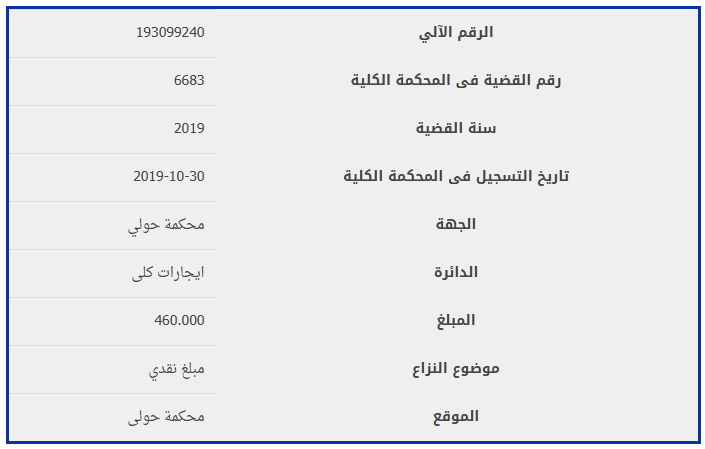 الرقم الآلي 193099240
رقم القضية فى المحكمة الكلية 6683
سنة القضية 2019
تاريخ التسجيل فى المحكمة الكلية 2019-10-30
الجهة محكمة حولي
الدائرة ايجارات كلى
المبلغ 460.000
موضوع النزاع مبلغ نقدي
الموقع محكمة حولى